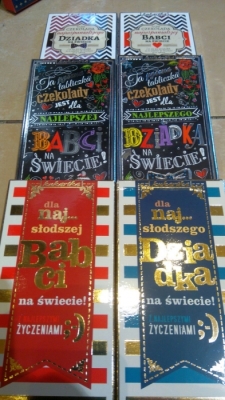 DZIADKA
BABCI
Ta tabliczka
czekolady
JEST dla
NAJLEPSZEJ
BABCI
NA
ŚWIECIE!
Ta tabliczka
czekolady
JEST dla
NAJLEPSZEGO
DZIADKA
NA
ŚWIECIE!
dla
naj...
słodszej
Babci
na świecie!
ŻYCZENIAMI ;-)
dla
naj...
słodszego
Dziadka
na świecie!
Z NAJLEPSZYMI
ŻYCZENIAMI ;-)